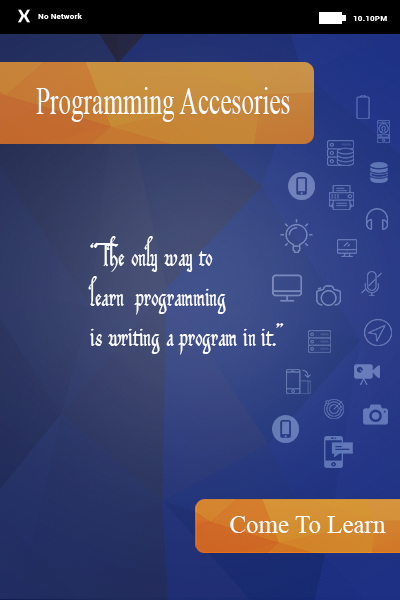 X No Network 10.10PM
Programming Accesories
“The only way to
learn programming
is writing a program in it.”
Come To Learn